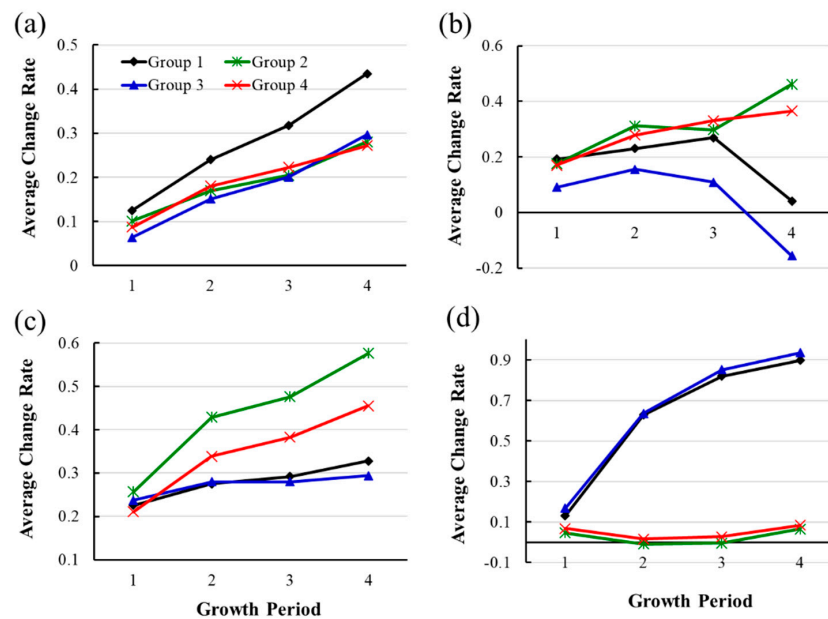 (a)
Average Change Rate
0.5
0.4
0.3
0.2
0.1
0
Group 1
Group 2
Group 3
Group 4
1 2 3 4
(b)
Average Change Rate
0.6
0.4
0.2
0
-0.2
1 2 3 4
(c)
Average Change Rate
0.6
0.5
0.4
0.3
0.2
0.1
1 2 3 4
Growth Period
(d)
Average Change Rate
0.9
0.7
0.5
0.3
0.1
-0.1
1 2 3 4
Growth Period